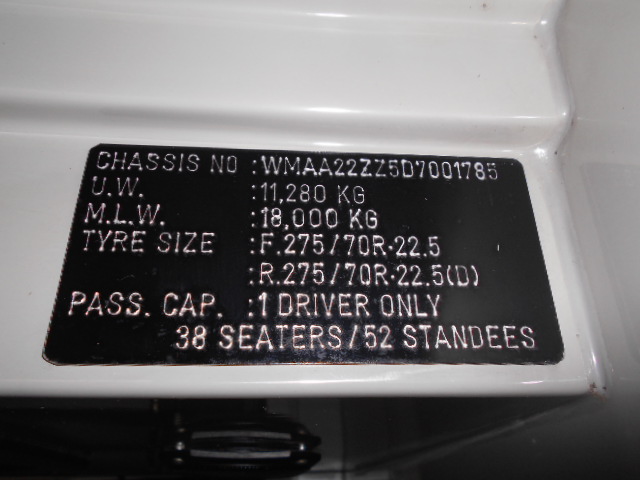 CHASSIS NO :WMAA22ZZ5D7001785
U.W. :11,280 KG
M.L.W. :18,000 KG
TYRE SIZE :F.275/70R·22.5
:R.275/70R·22.5(D)
PASS. CAP. :1 DRIVER ONLY
38 SEATERS/52 STANDEES